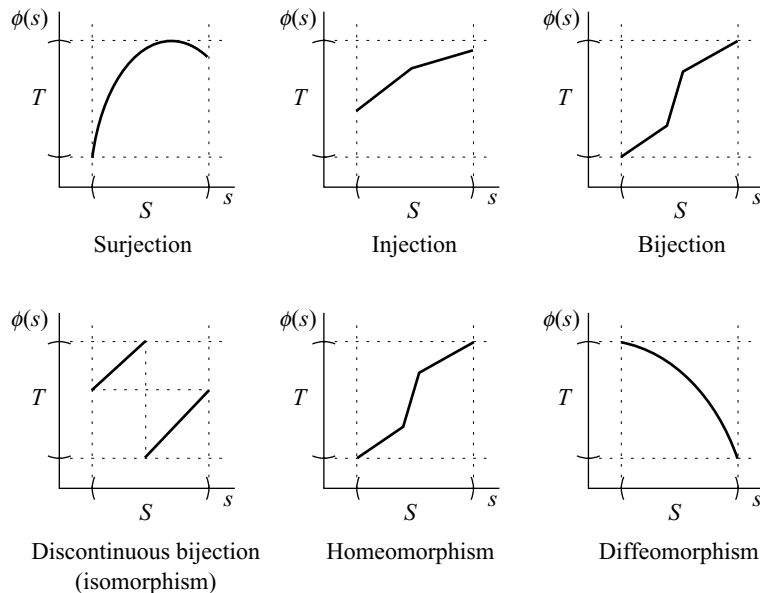 ϕ(s)
T
S
s
Surjection
ϕ(s)
T
S
s
Injection
ϕ(s)
T
S
s
Bijection
ϕ(s)
T
S
s
Discontinuous bijection
(isomorphism)
ϕ(s)
T
S
s
Homeomorphism
ϕ(s)
T
S
s
Diffeomorphism